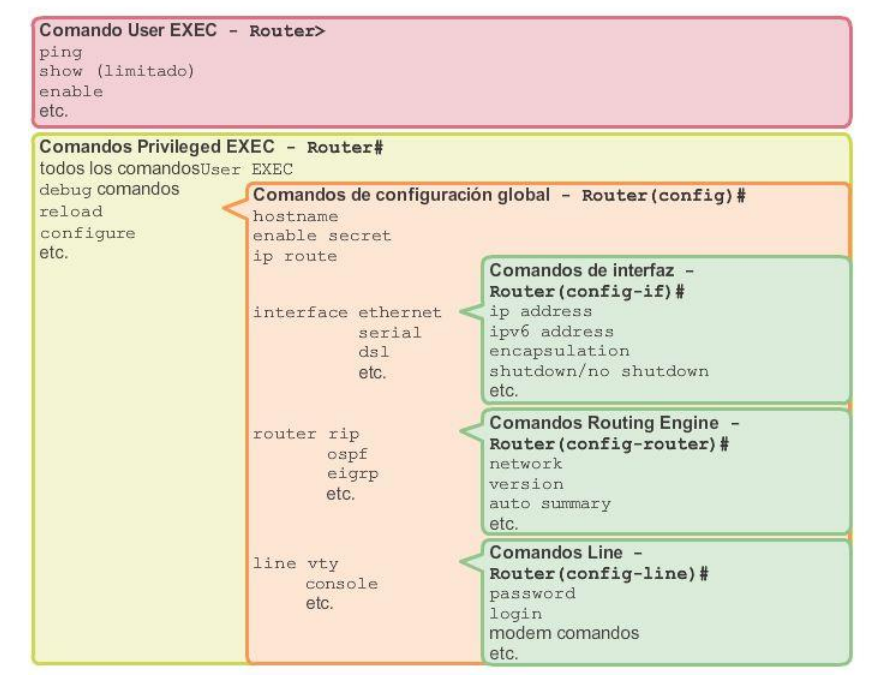 Comando User EXEC - Router>
ping
show (limitado)
enable
etc.
Comandos Privileged EXEC - Router#
todos los comandosUser EXEC
debug comandos
reload
configure
etc.
Comandos de configuración global - Router(config)#
hostname
enable secret
ip route
interface ethernet
serial
dsl
etc.
Comandos de interfaz -
Router(config-if)#
ip address
ipv6 address
encapsulation
shutdown/no shutdown
etc.
router rip
ospf
eigrp
etc.
Comandos Routing Engine -
Router(config-router)#
network
version
auto summary
etc.
line vty
console
etc.
Comandos Line -
Router(config-line)#
password
login
modem comandos
etc.